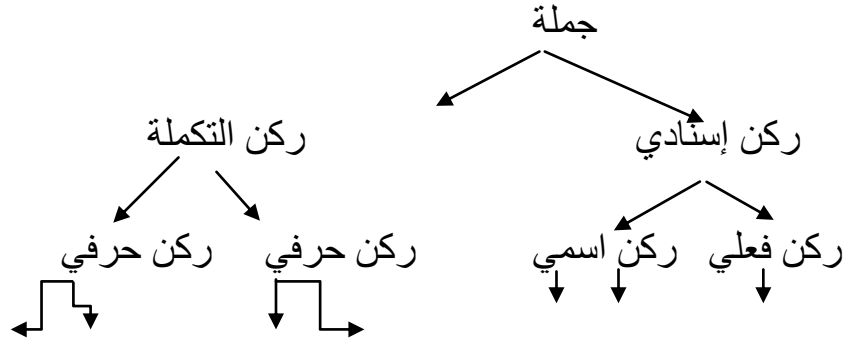 جملة
ركن إسنادي ركن التكملة
ركن فعلي ركن اسمي ركن حرفي ركن حرفي